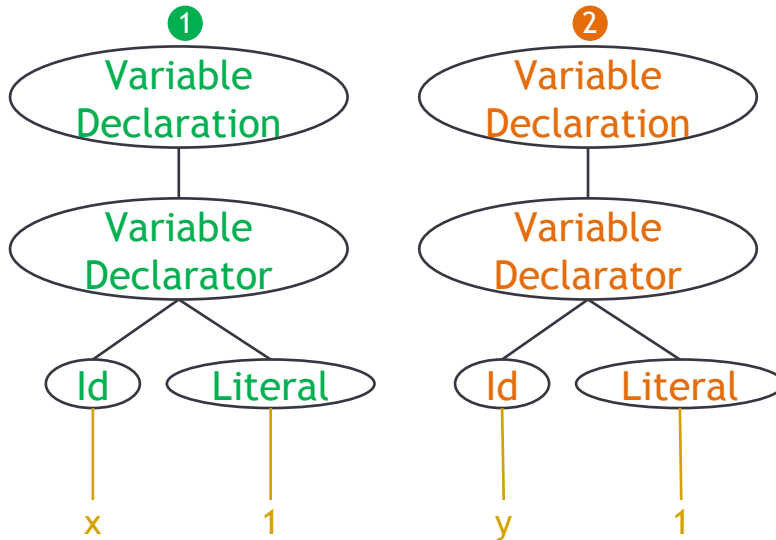 1
Variable
Declaration
Variable
Declarator
Id
Literal
x
1
2
Variable
Declaration
Variable
Declarator
Id
Literal
y
1